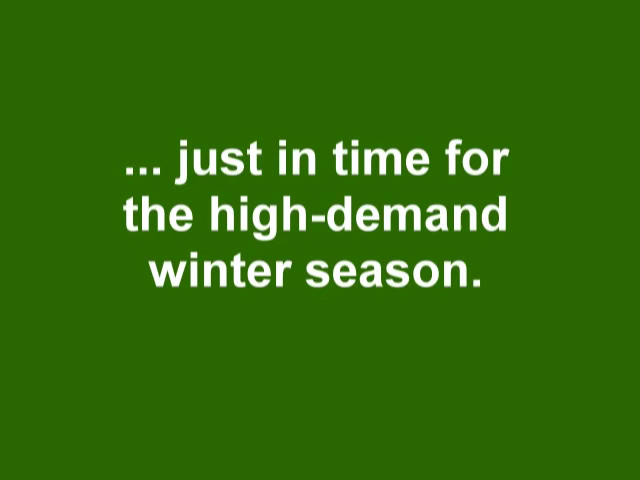 ... just in time for
the high-demand
winter season.